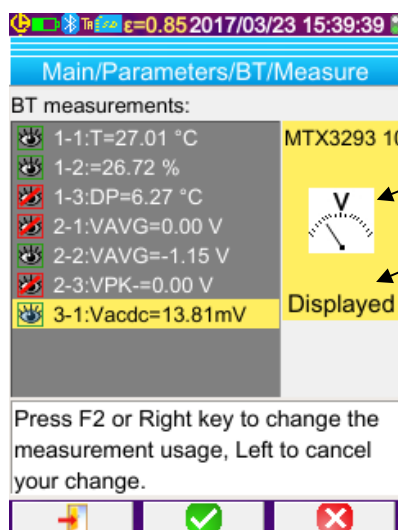 ε=0.85 2017/03/23 15:39:39
Main/Parameters/BT/Measure
BT measurements:
1-1:T=27.01 °C
MTX3293 10
1-2:=26.72 %
1-3:DP=6.27 °C
V
2-1:VAVG=0.00 V
2-2:VAVG=-1.15 V
2-3:VPK-=0.00 V
Displayed
3-1:Vacdc=13.81mV
Press F2 or Right key to change the
measurement usage, Left to cancel
your change.